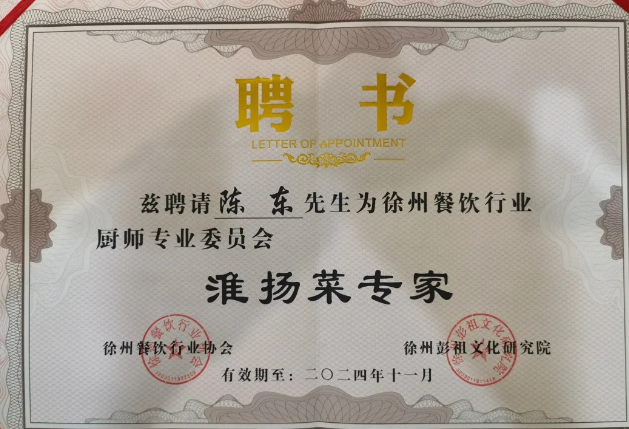 聘 书
LETTER OF APPOINTMENT
兹聘请陈 东先生为徐州餐饮行业
厨师专业委员会
淮扬菜专家
徐州餐饮行业协会 徐州彭祖文化研究院
有效期至：二〇二四年十一月